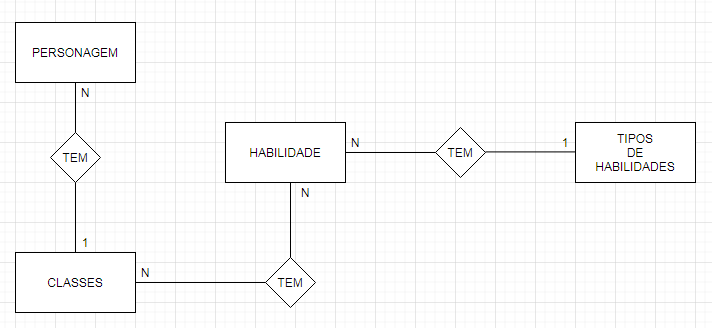 PERSONAGEM
N
TEM
1
CLASSES
N
TEM
N
HABILIDADE
N
TEM
1
TIPOS
DE
HABILIDADES